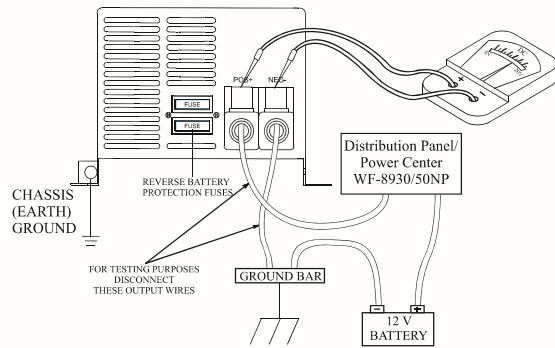 POS+ NEG-
FUSE
FUSE
DC
+
-
REVERSE BATTERY
PROTECTION FUSES
CHASSIS
(EARTH)
GROUND
Distribution Panel/
Power Center
WF-8930/50NP
FOR TESTING PURPOSES
DISCONNECT
THESE OUTPUT WIRES
GROUND BAR
- +
12 V
BATTERY